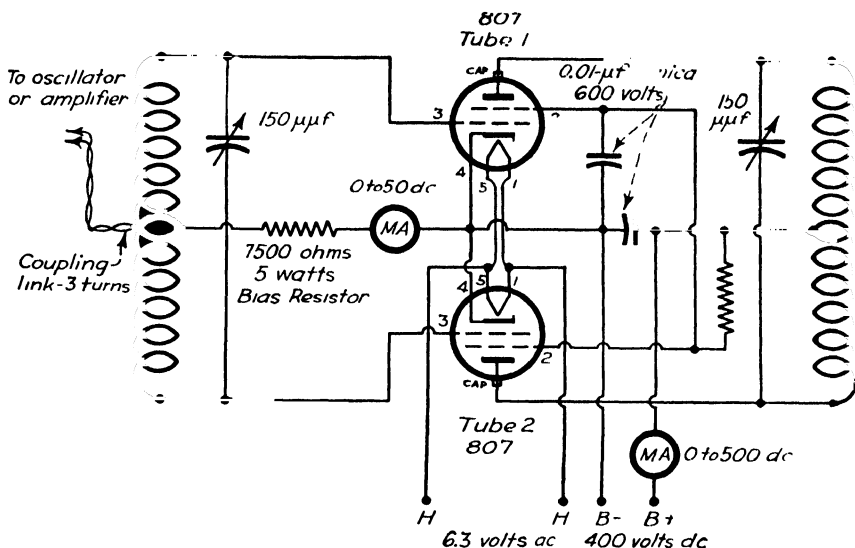 807
Tube 1
CAP
To oscillator
or amplifier
150 μμf
3
0.01-μf
600 volts
150
μμf
4
5
1
0 to 50 dc
MA
Coupling
link-3 turns
7500 ohms
5 watts
Bias Resistor
4
5
1
3
2
CAP
Tube 2
807
MA
0 to 500
H
H
B-
B+
6.3 volts ac
400 volts dc